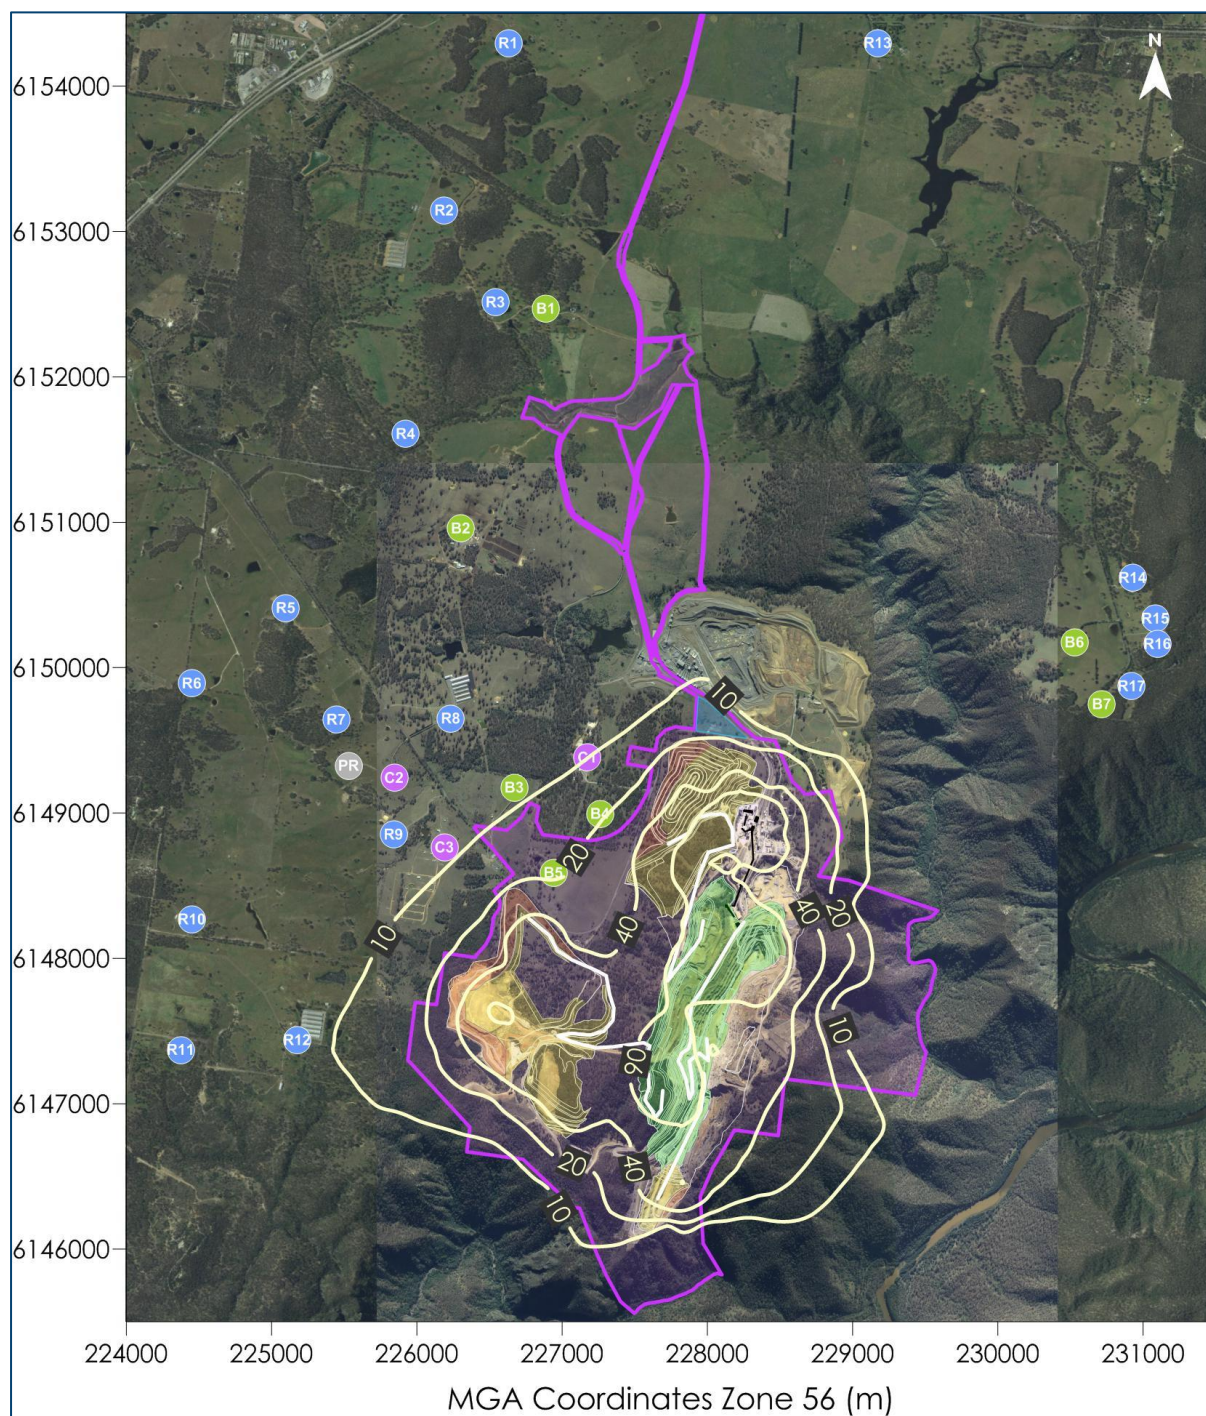 R1
R13
N
6154000
R2
6153000
R3
B1
6152000
R4
6151000
B2
R14
R5
R15
B6
R16
6150000
R6
R17
10
B7
R7
R8
C1
PR
C2
B3
6149000
B4
R9
C3
20
B5
R10
40
40
20
10
6148000
10
R12
R11
90
6147000
20
40
10
6146000
224000 225000 226000 227000 228000 229000 230000 231000
MGA Coordinates Zone 56 (m)